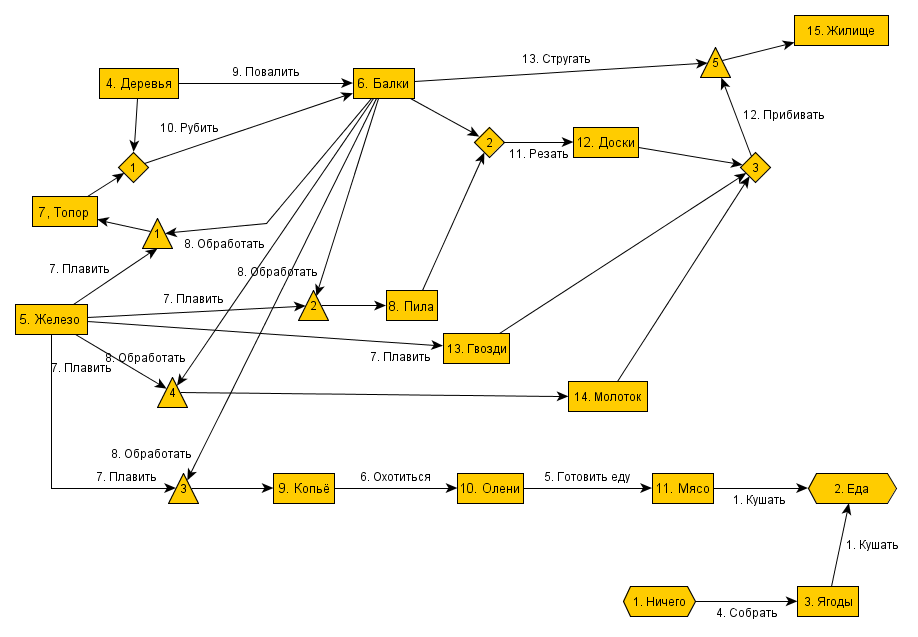 15. Жилище
13. Стругать
5
9. Повалить
4. Деревья
6. Балки
12. Прибивать
10. Рубить
2
12. Доски
11. Резать
1
3
7, Топор
1
8. Обработать
7. Плавить
8. Обработать
7. Плавить
2
8. Пила
5. Железо
13. Гвозди
7. Плавить
8. Обработать
7. Плавить
4
14. Молоток
8. Обработать
7. Плавить
6. Охотиться
5. Готовить еду
3
9. Копьё
10. Олени
11. Мясо
2. Еда
1. Кушать
1. Кушать
1. Ничего
3. Ягоды
4. Собрать